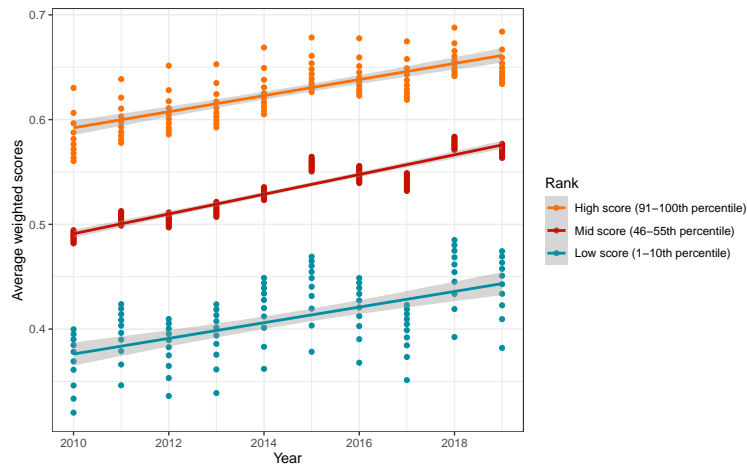 0.7
0.6
0.5
0.4
Average weighted scores
2010
2012
2014
2016
2018
Year
Rank
High score (91−100th percentile)
Mid score (46−55th percentile)
Low score (1−10th percentile)